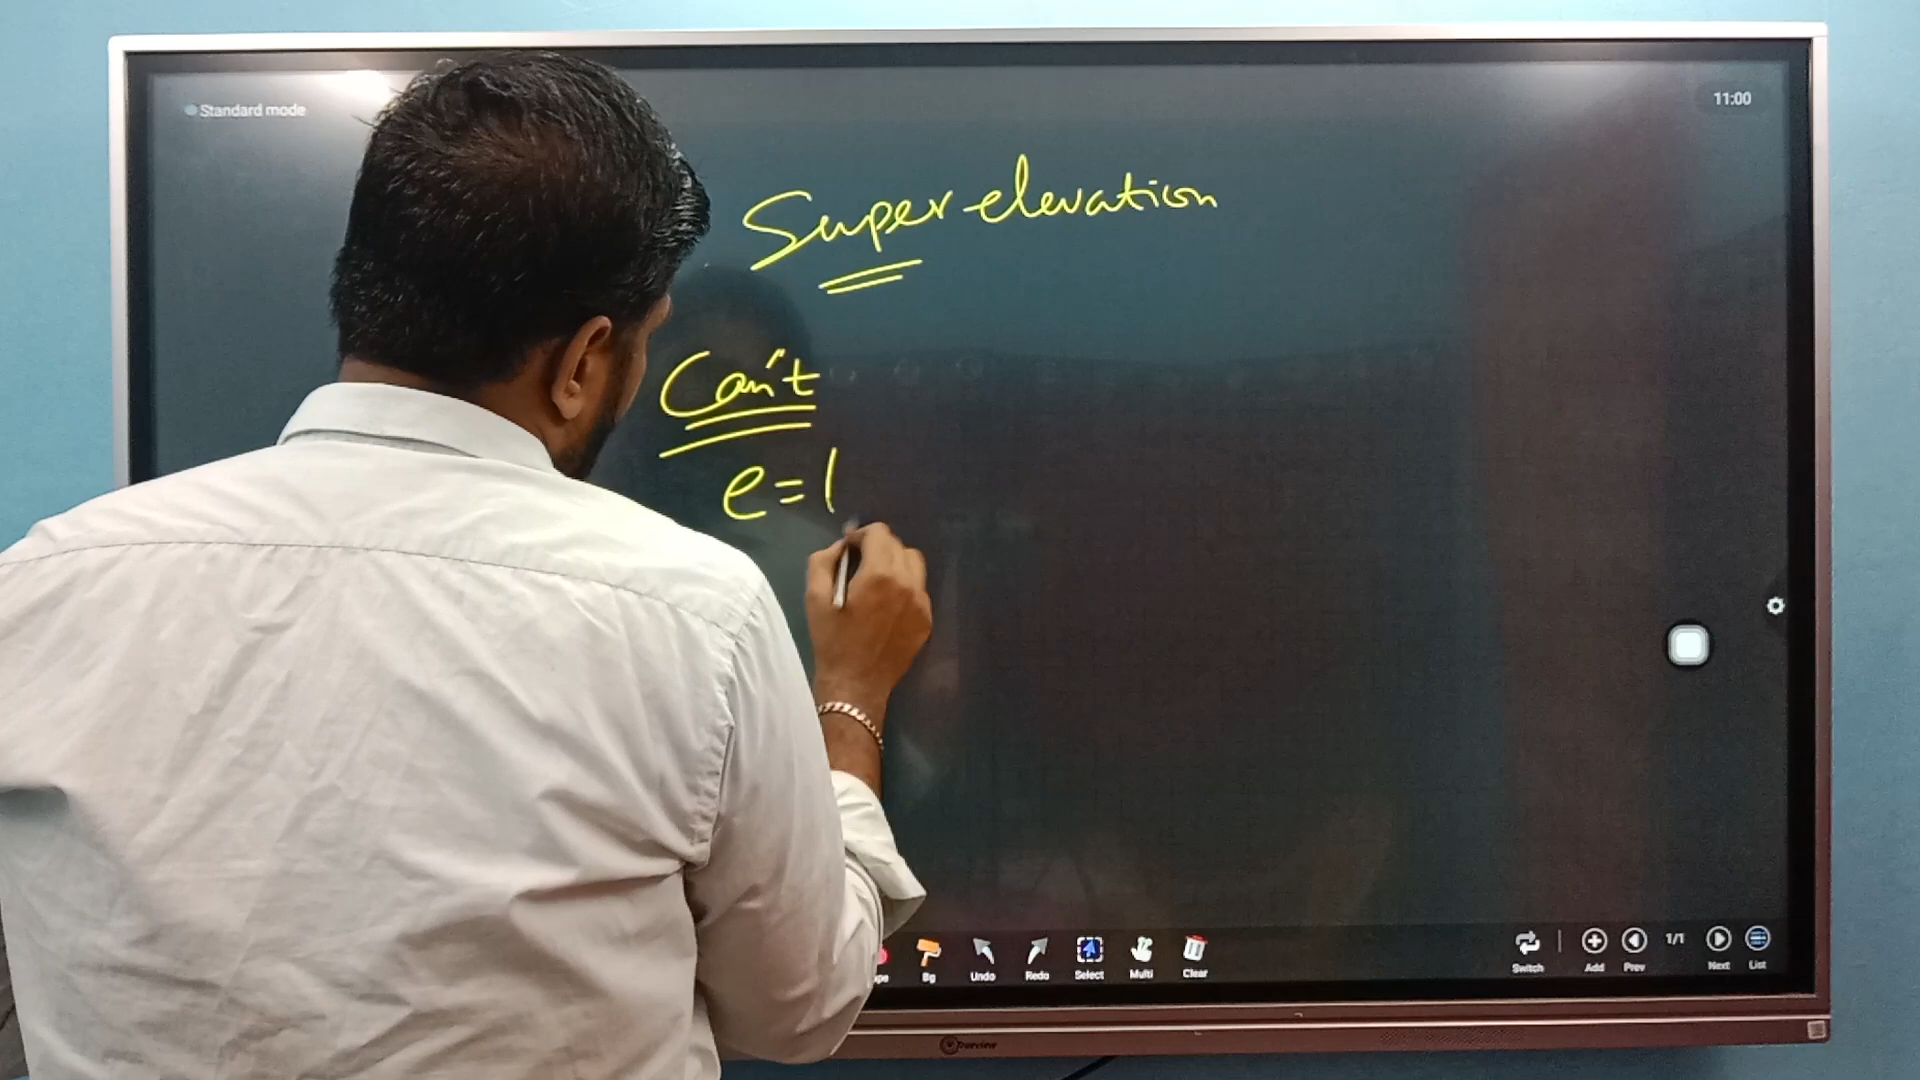 Standard mode
11:00
Super elevation
Can't
e=1
Bg
Undo
Redo
Select
Multi
Clear
Switch
Add
Prev
1/1
Next
List